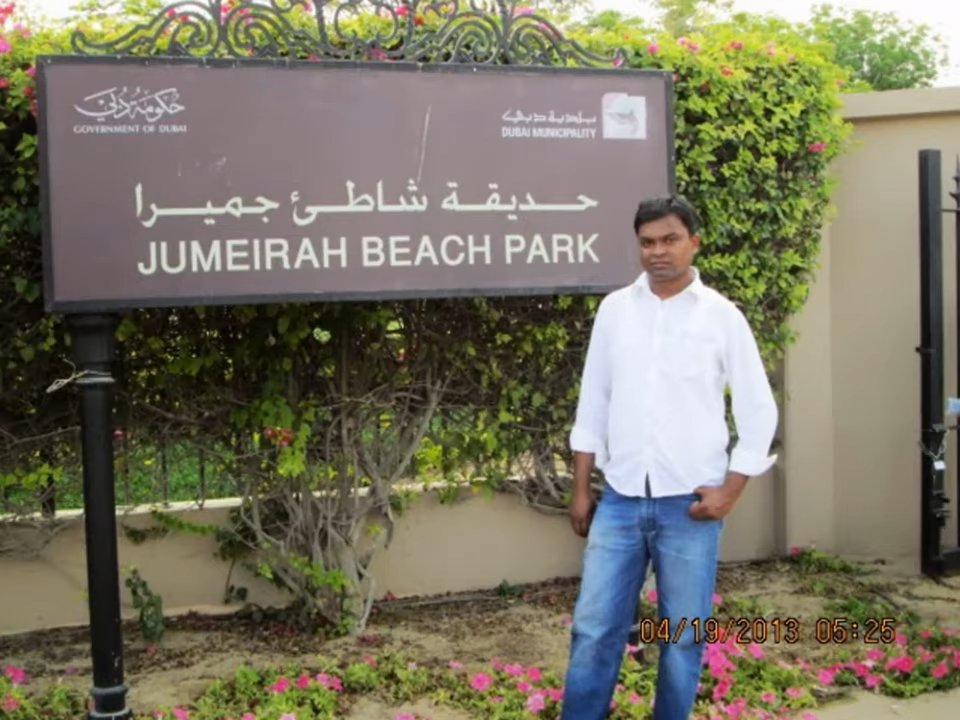 حكومة دبي
GOVERNMENT OF DUBAI
بلدية دبي
DUBAI MUNICIPALITY
حديقة شاطئ جميرا
JUMEIRAH BEACH PARK
04/19/2013 05:25